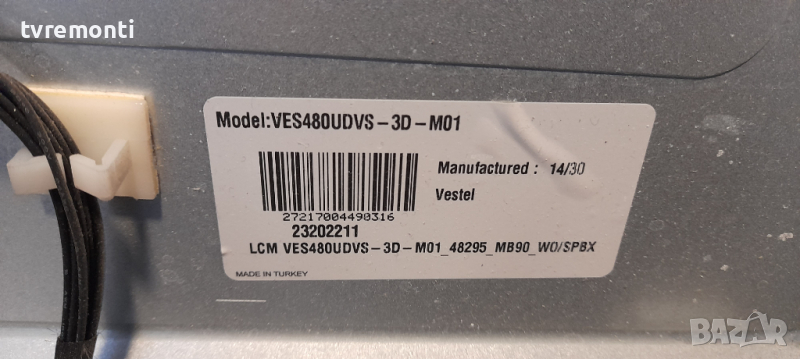 tvremonti
Model:VES480UDVS-3D-M01
Manufactured : 14/30
Vestel
27217004490316
23202211
LCM VES480UDVS-3D-M01_48295_MB90_WO/SPBX
MADE IN TURKEY
BAZAR